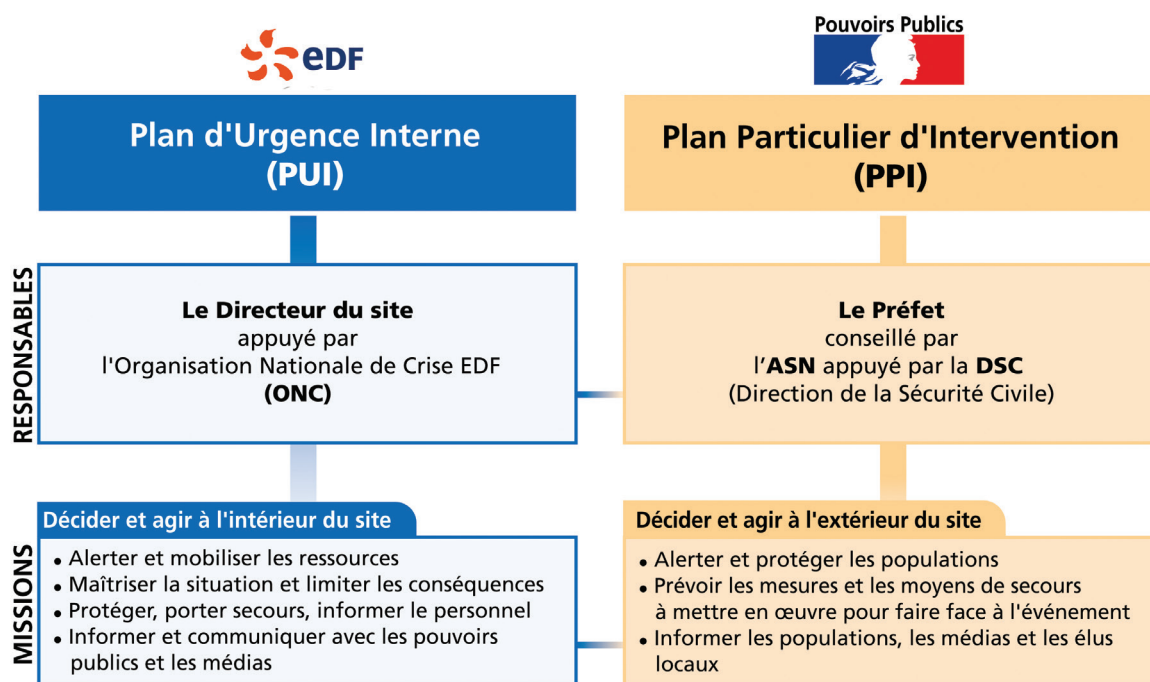 eDF
Pouvoirs Publics
Plan d'Urgence Interne
(PUI)
Plan Particulier d'Intervention
(PPI)
RESPONSABLES
Le Directeur du site
appuyé par
l'Organisation Nationale de Crise EDF
(ONC)
Le Préfet
conseillé par
l'ASN appuyé par la DSC
(Direction de la Sécurité Civile)
MISSIONS
Décider et agir à l'intérieur du site
• Alerter et mobiliser les ressources
• Maîtriser la situation et limiter les conséquences
• Protéger, porter secours, informer le personnel
• Informer et communiquer avec les pouvoirs
publics et les médias
Décider et agir à l'extérieur du site
• Alerter et protéger les populations
• Prévoir les mesures et les moyens de secours
à mettre en œuvre pour faire face à l'événement
• Informer les populations, les médias et les élus
locaux